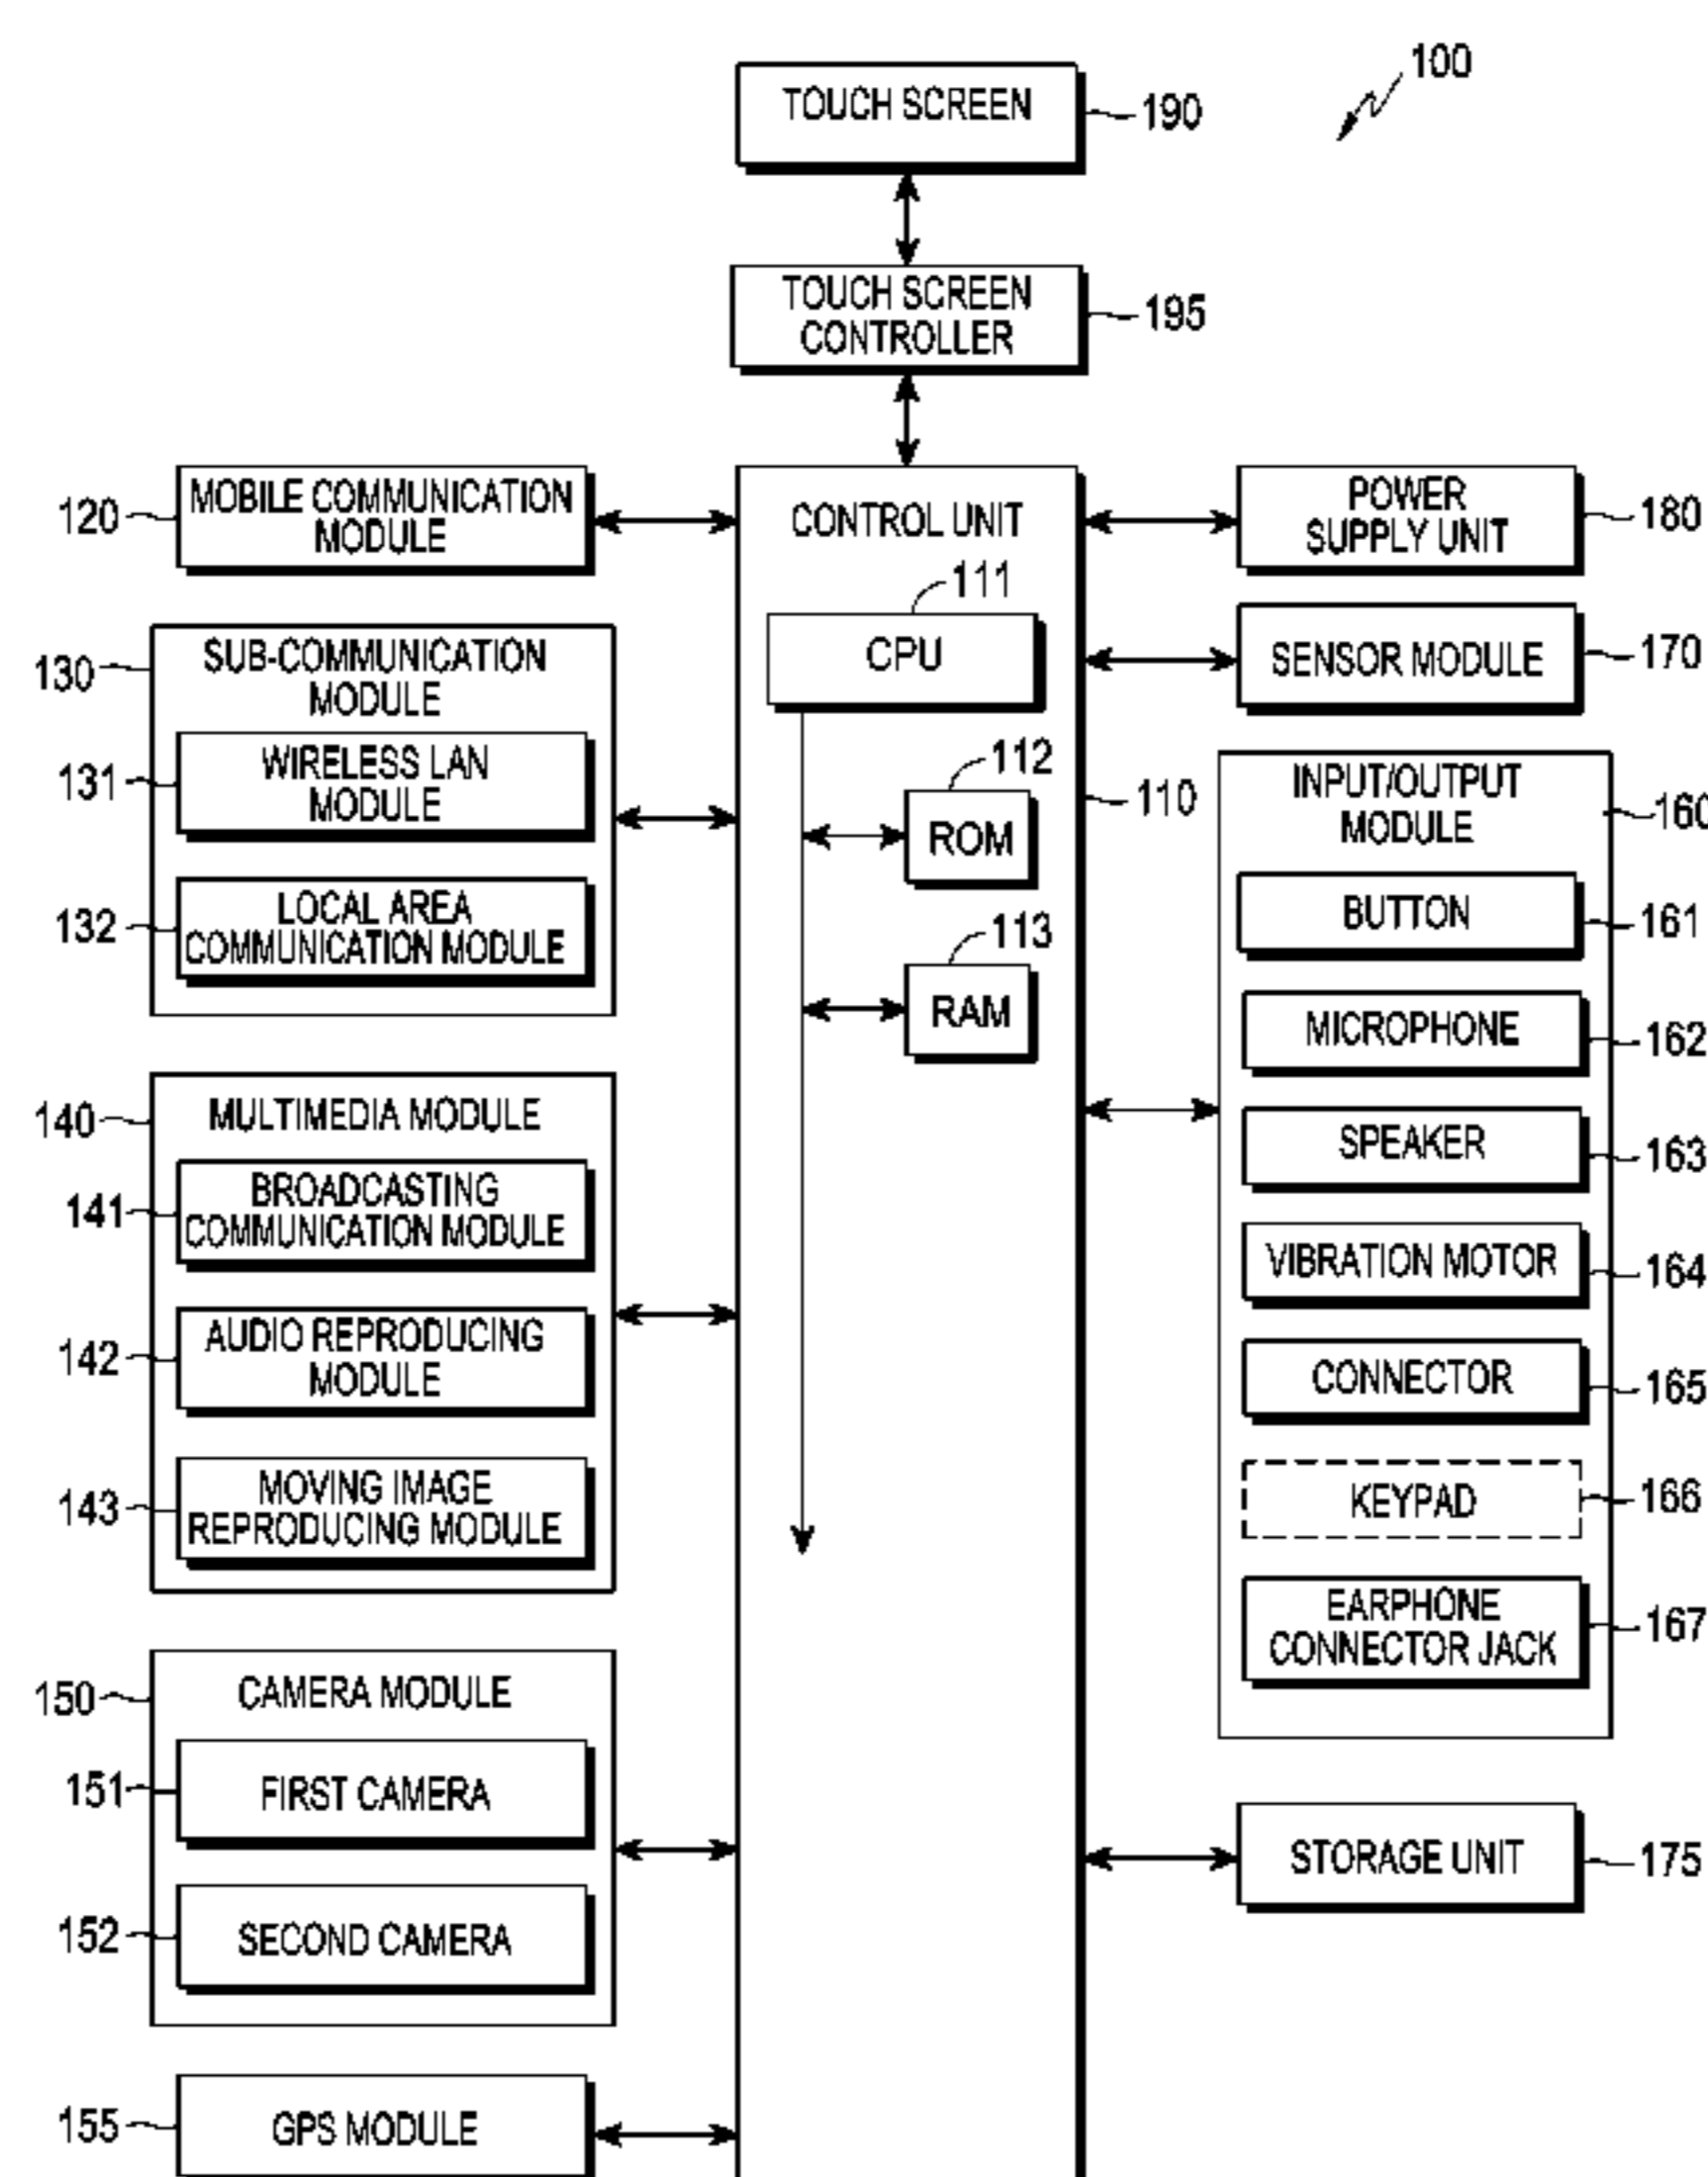 100
TOUCH SCREEN
190
TOUCH SCREEN
CONTROLLER
195
120
MOBILE COMMUNICATION
MODULE
130
SUB-COMMUNICATION
MODULE
131
WIRELESS LAN
MODULE
132
LOCAL AREA
COMMUNICATION MODULE
140
MULTIMEDIA MODULE
141
BROADCASTING
COMMUNICATION MODULE
142
AUDIO REPRODUCING
MODULE
143
MOVING IMAGE
REPRODUCING MODULE
150
CAMERA MODULE
151
FIRST CAMERA
152
SECOND CAMERA
155
GPS MODULE
CONTROL UNIT
111
CPU
112
ROM
110
113
RAM
POWER
SUPPLY UNIT
180
SENSOR MODULE
170
INPUT/OUTPUT
MODULE
160
BUTTON
161
MICROPHONE
162
SPEAKER
163
VIBRATION MOTOR
164
CONNECTOR
165
KEYPAD
166
EARPHONE
CONNECTOR JACK
167
STORAGE UNIT
175